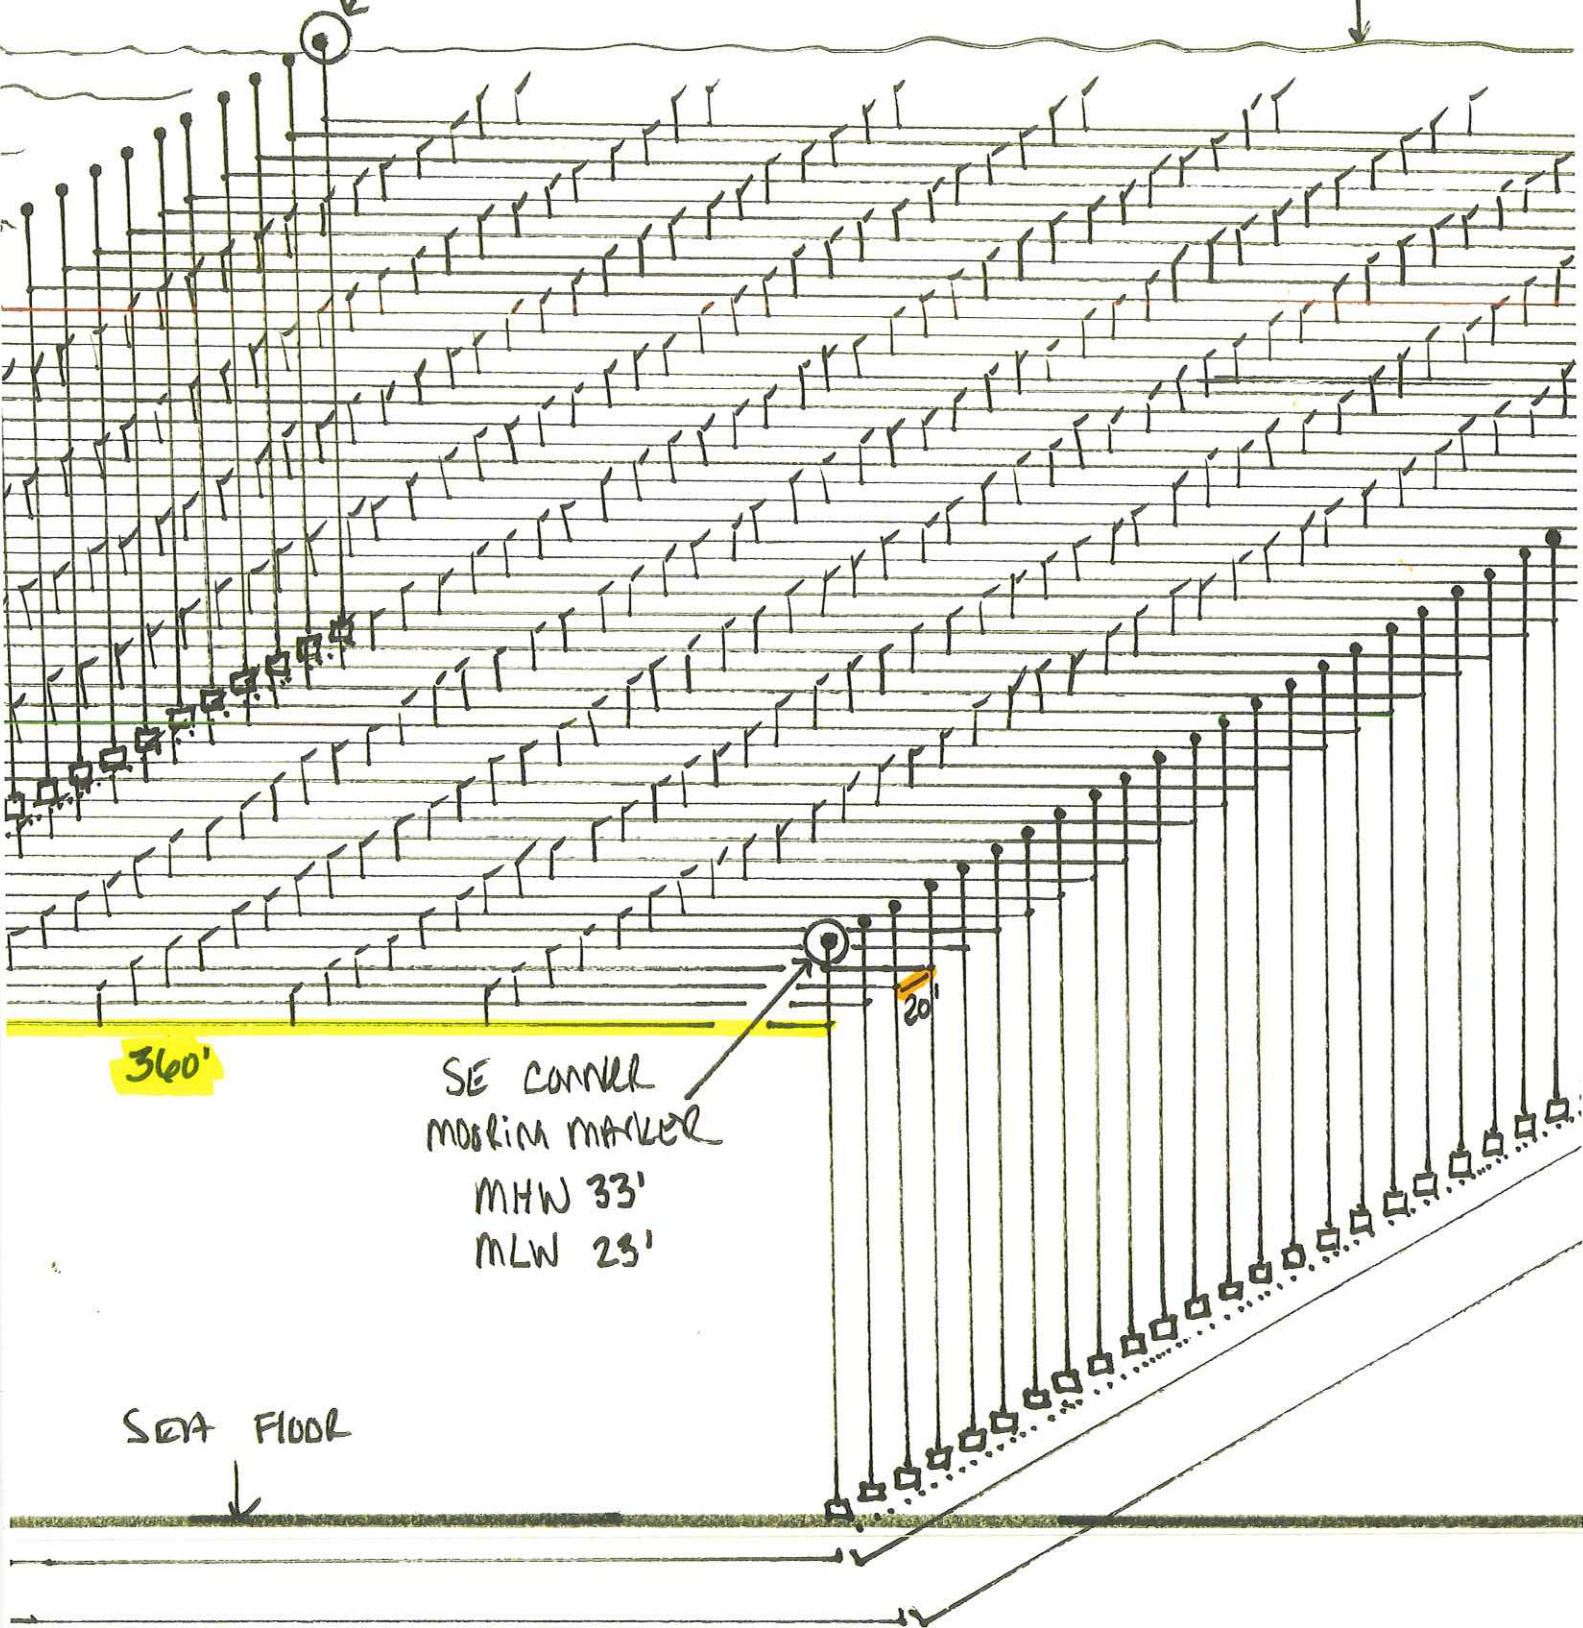 20'
360'
SE CORNER
MOORING MARKER
MHW 33'
MLW 23'
SEA FLOOR